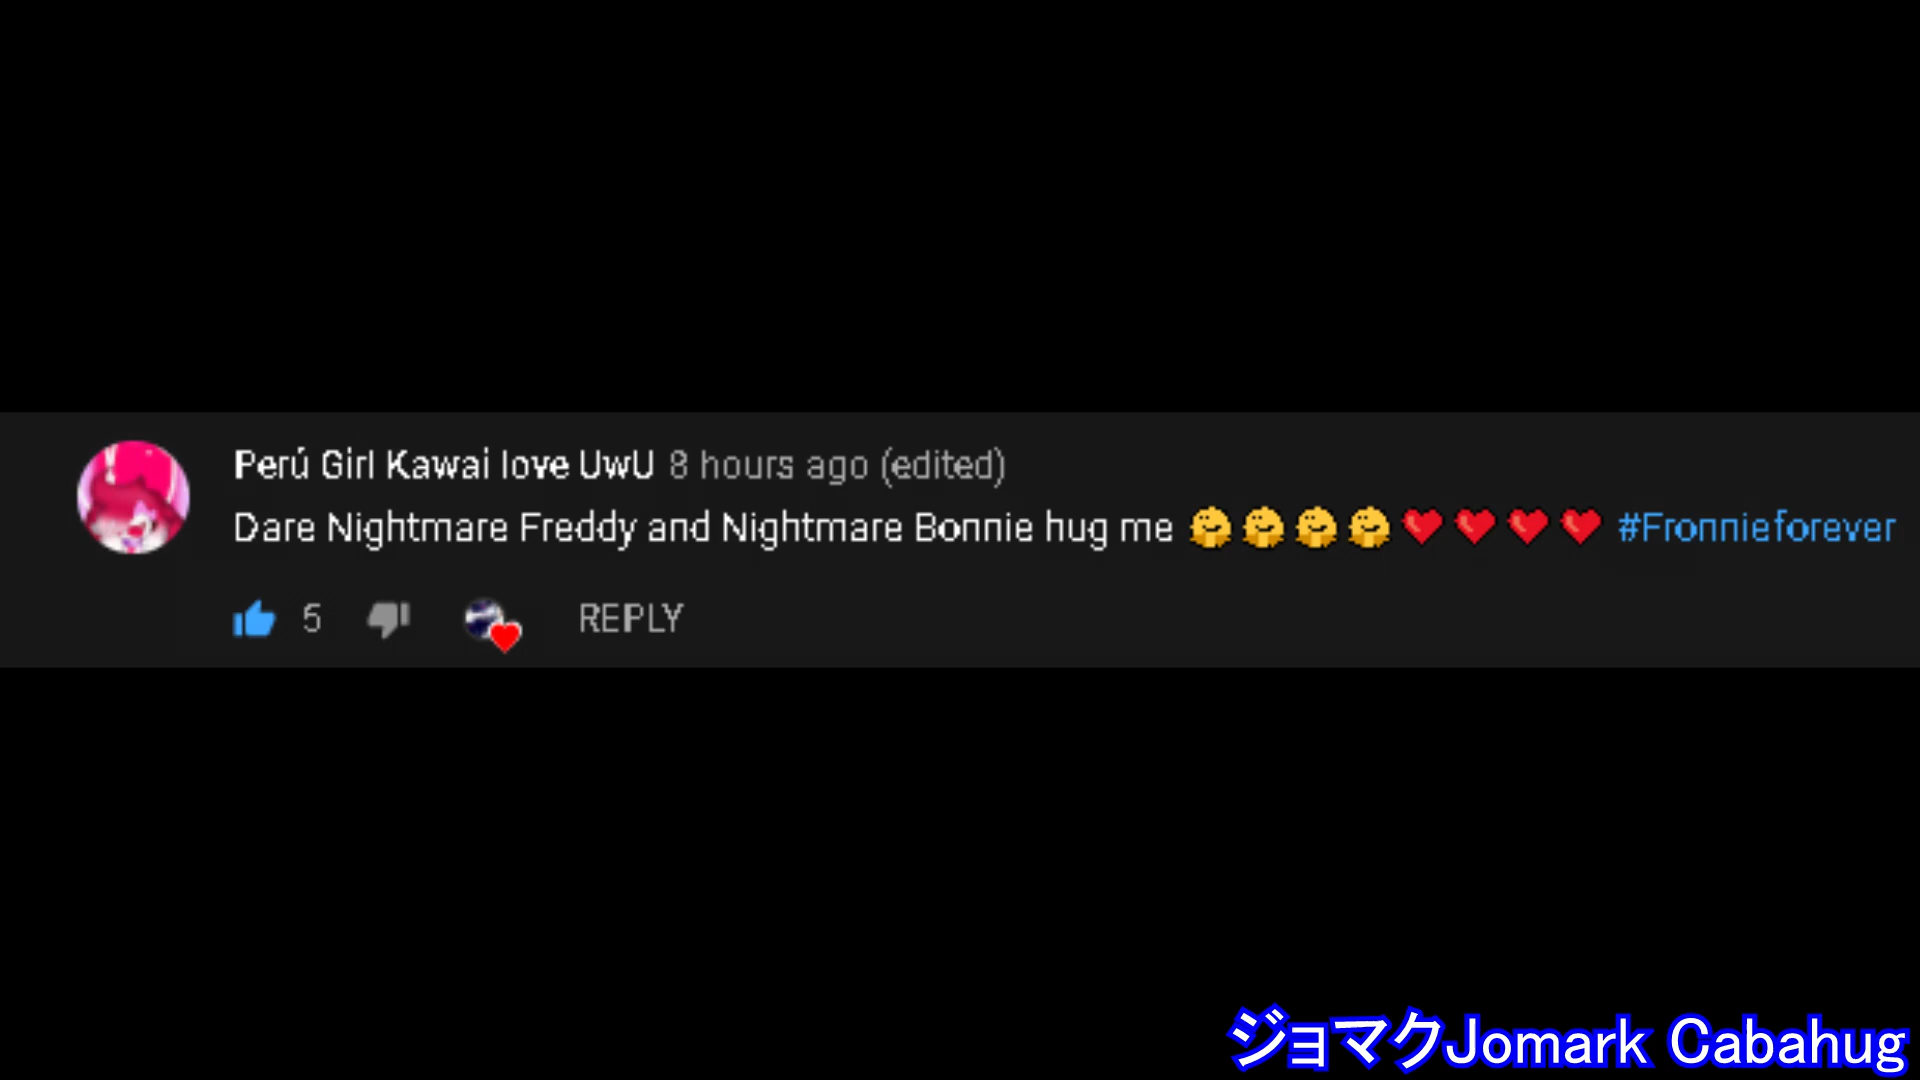 Perú Girl Kawai love UwU 8 hours ago (edited)
Dare Nightmare Freddy and Nightmare Bonnie hug me 🤗🤗🤗🤗❤️❤️❤️❤️ #Fronnieforever
5 REPLY
ジョマクJomark Cabahug